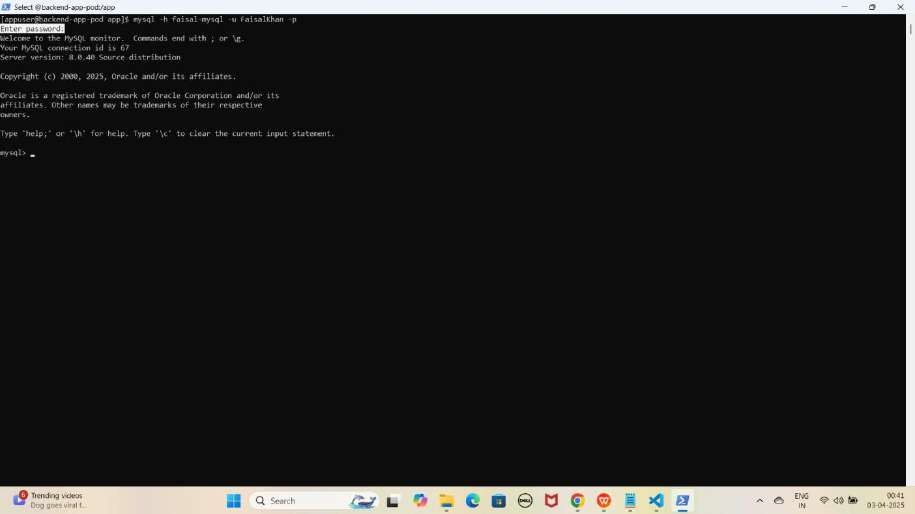 Select @backend-app-pod:/app
[appuser@backend-app-pod app]$ mysql -h faisal-mysql -u FaisalKhan -p
Enter password:
Welcome to the MySQL monitor.  Commands end with ; or \g.
Your MySQL connection id is 67
Server version: 8.0.40 Source distribution
Copyright (c) 2000, 2025, Oracle and/or its affiliates.
Oracle is a registered trademark of Oracle Corporation and/or its
affiliates. Other names may be trademarks of their respective
owners.
Type 'help;' or '\h' for help. Type '\c' to clear the current input statement.
mysql>
6
Trending videos
Dog goes viral t...
Search
DELL
ENG
IN
00:41
03-04-2025